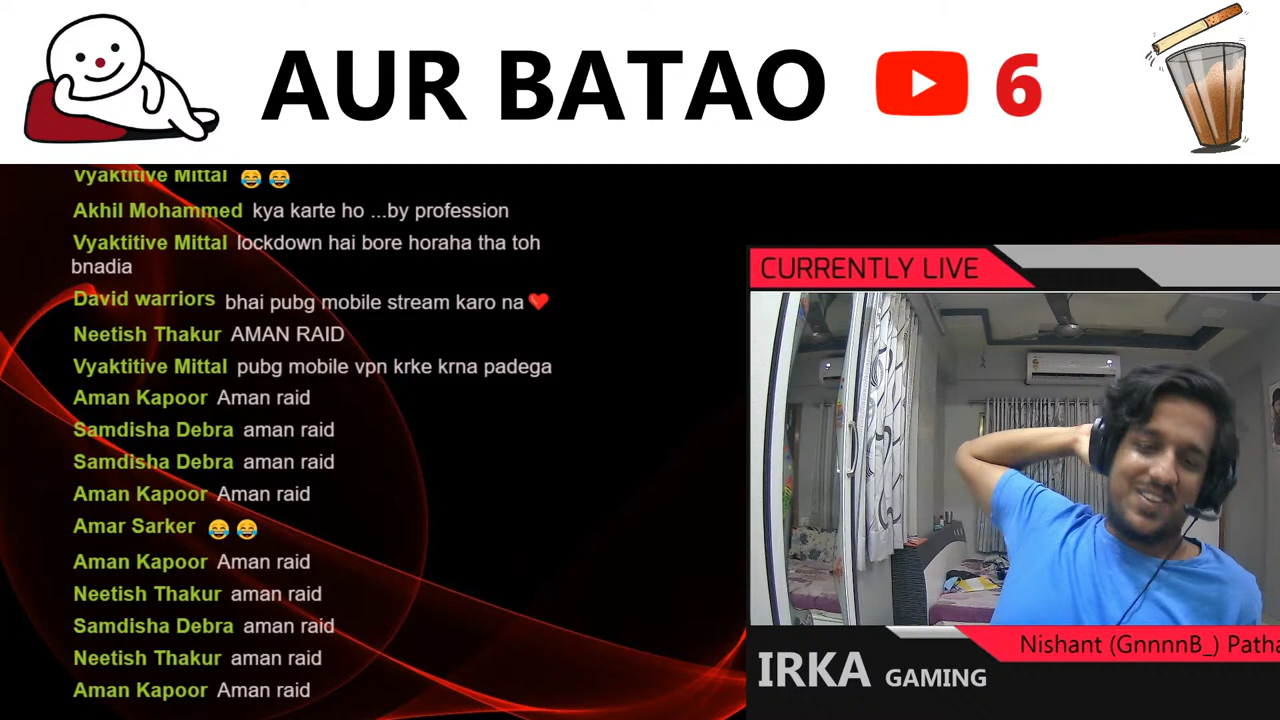 AUR BATAO 6
Vyaktitive Mittal 😂 😂
Akhil Mohammed kya karte ho ...by profession
Vyaktitive Mittal lockdown hai bore horaha tha toh
bnadia
David warriors bhai pubg mobile stream karo na❤
Neetish Thakur AMAN RAID
Vyaktitive Mittal pubg mobile vpn krke krna padega
Aman Kapoor Aman raid
Samdisha Debra aman raid
Samdisha Debra aman raid
Aman Kapoor Aman raid
Amar Sarker 😂 😂
Aman Kapoor Aman raid
Neetish Thakur aman raid
Samdisha Debra aman raid
Neetish Thakur aman raid
Aman Kapoor Aman raid
CURRENTLY LIVE
Nishant (GnnnnB_) Patha
IRKA GAMING